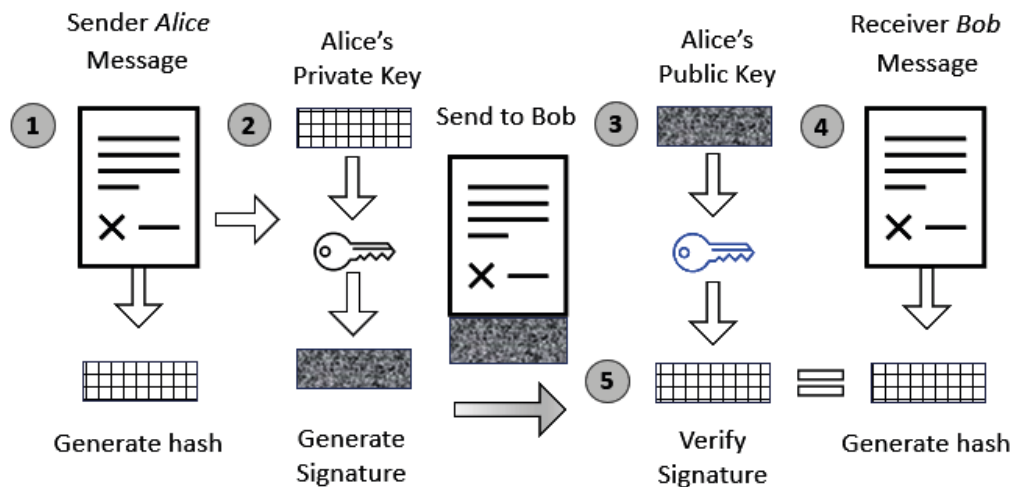 Sender Alice
Message
1
Alice's
Private Key
2
Send to Bob
Alice's
Public Key
3
Receiver Bob
Message
4
Generate hash
Generate
Signature
5
Verify
Signature
Generate hash